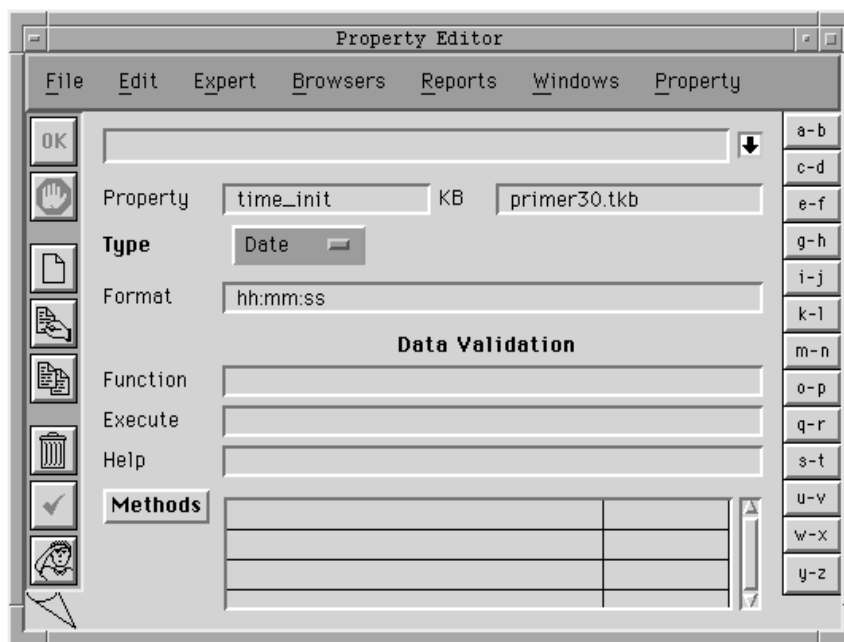 Property Editor
File Edit Expert Browsers Reports Windows Property
OK
Property time_init KB primer30.tkb
Type Date
Format hh:mm:ss
Data Validation
Function
Execute
Help
Methods
a-b
c-d
e-f
g-h
i-j
k-l
m-n
o-p
q-r
s-t
u-v
w-x
y-z